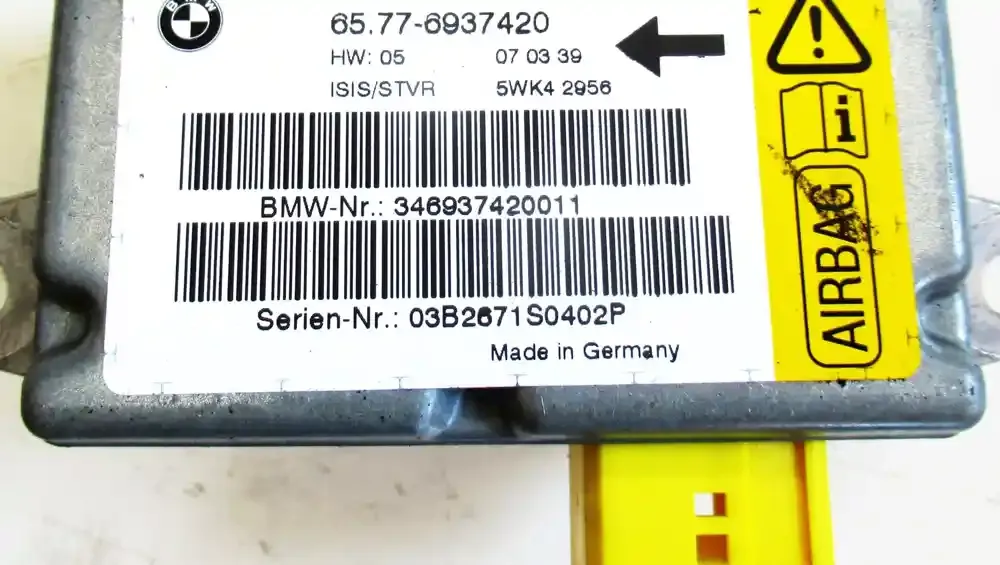 BMW
65.77-6937420
HW: 05 07 03 39
ISIS/STVR 5WK4 2956
BMW-Nr.: 346937420011
Serien-Nr.: 03B2671S0402P
Made in Germany
!
i
AIRBAG